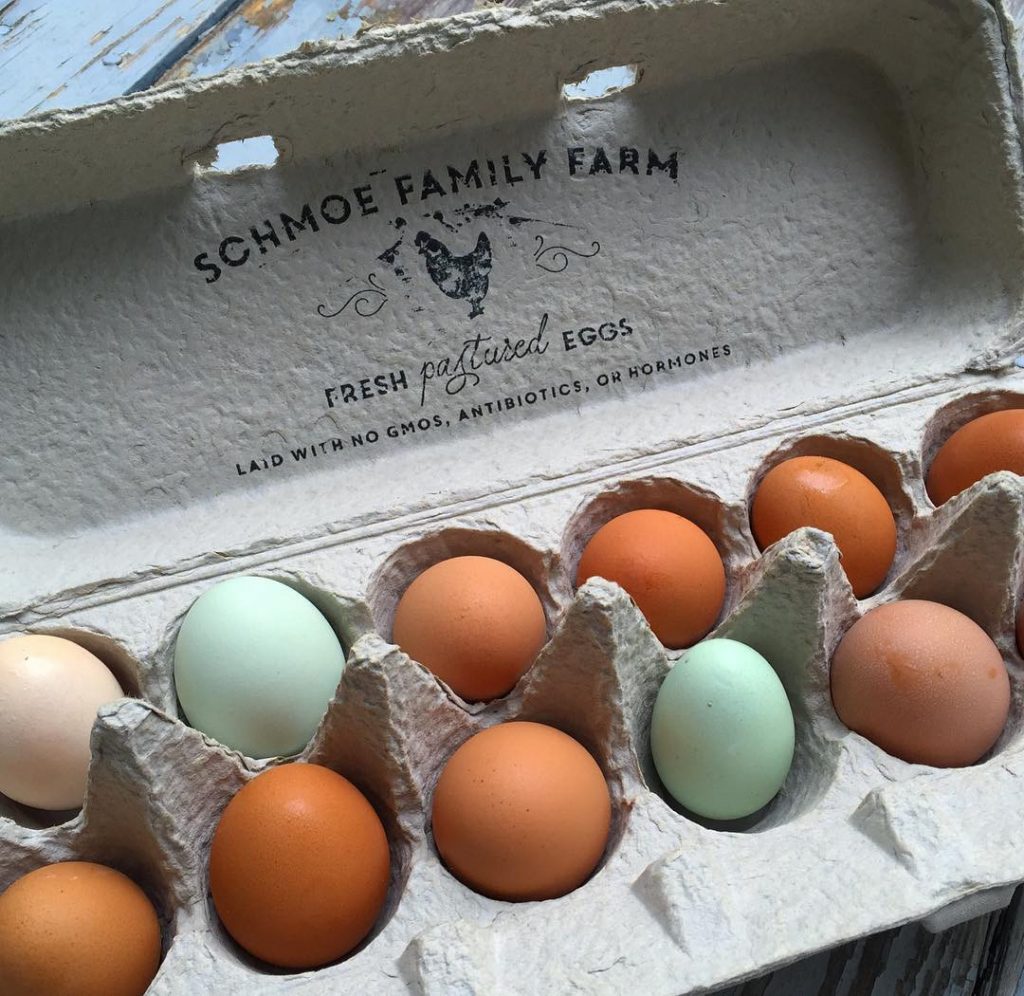 SCHMOE FAMILY FARM
FRESH pastured EGGS
LAID WITH NO GMOS, ANTIBIOTICS, OR HORMONES